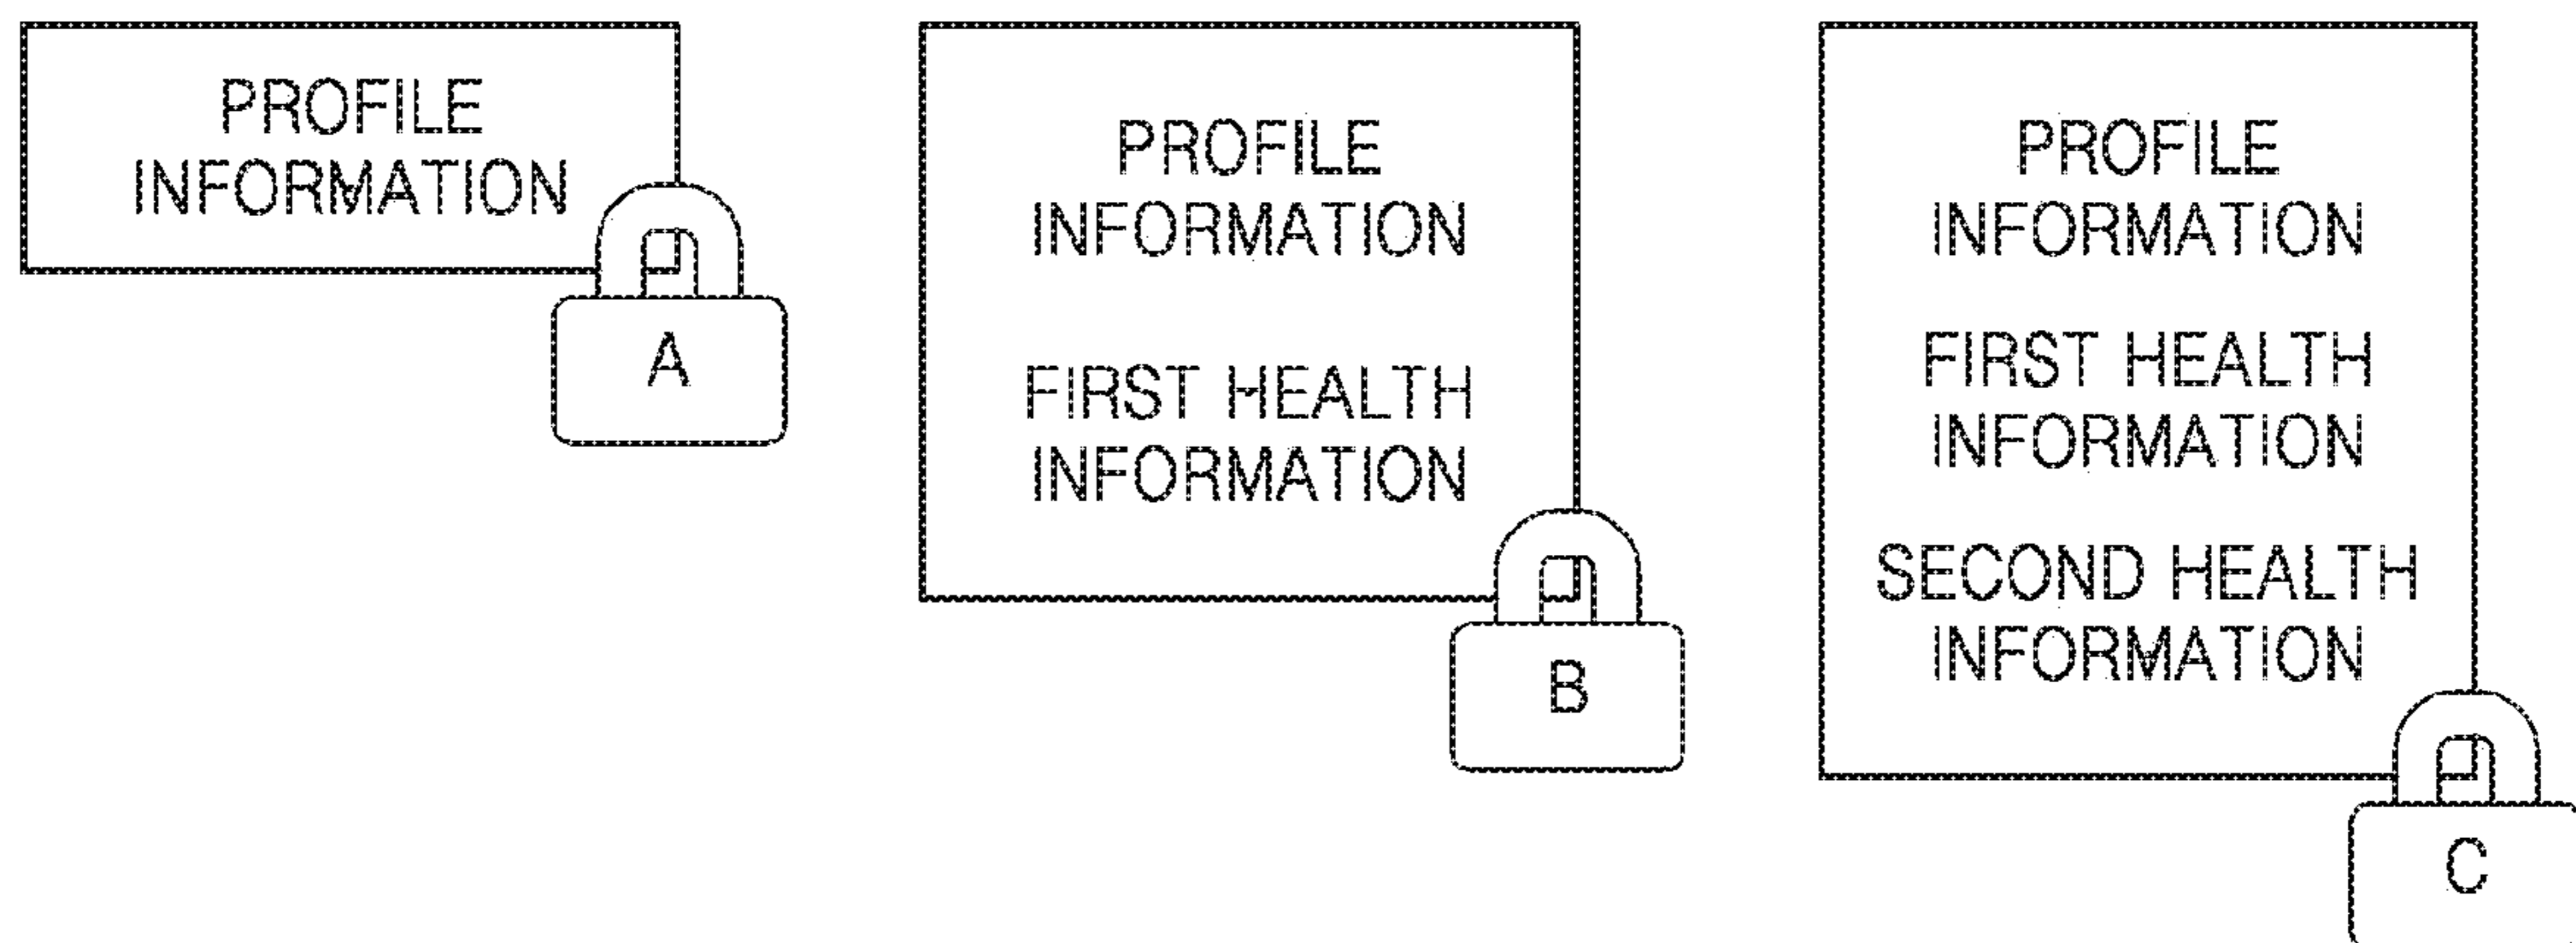 PROFILE
INFORMATION
A
PROFILE
INFORMATION
FIRST HEALTH
INFORMATION
B
PROFILE
INFORMATION
FIRST HEALTH
INFORMATION
SECOND HEALTH
INFORMATION
C